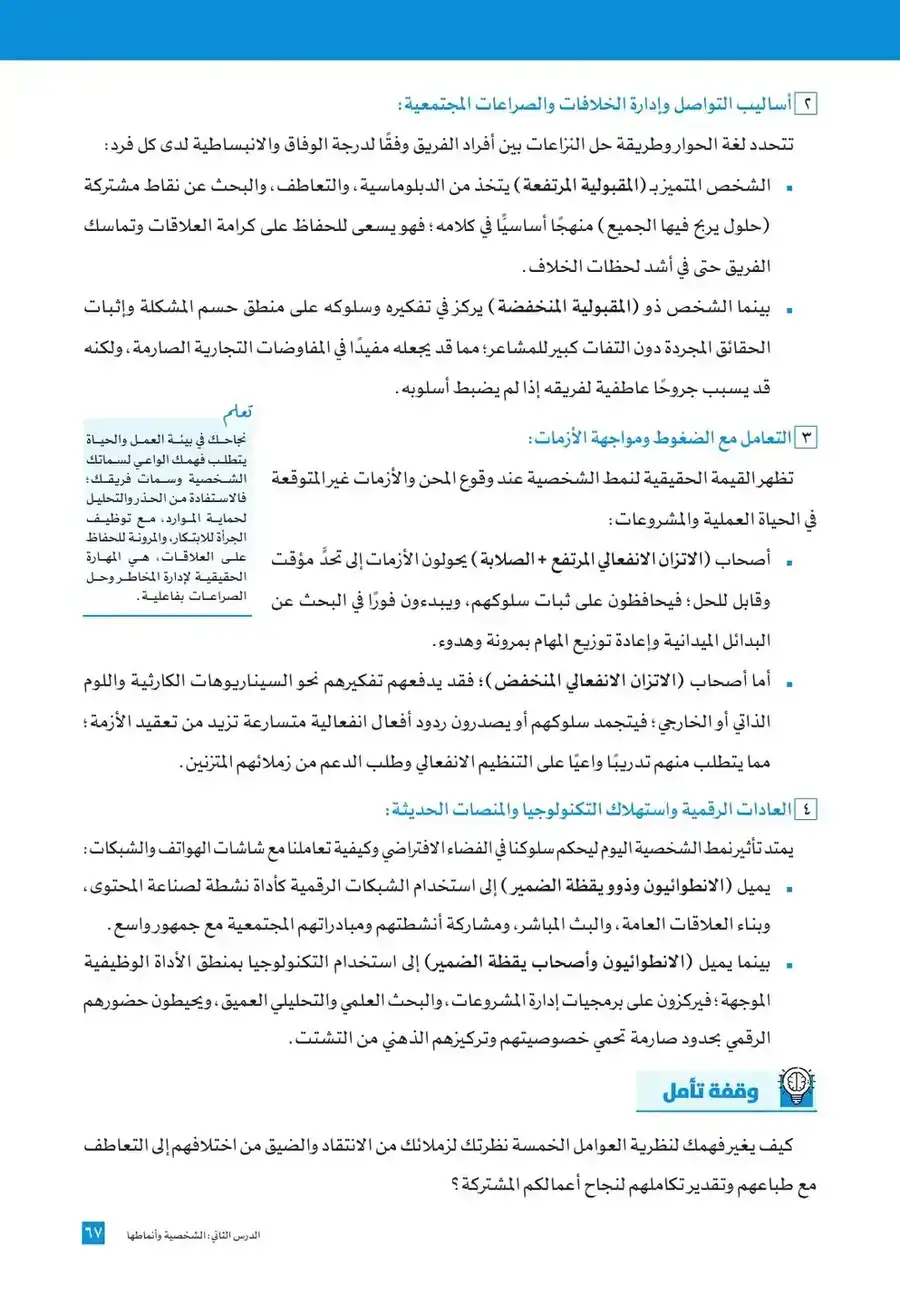 ٢ أساليب التواصل وإدارة الخلافات والصراعات المجتمعية:
تتحدد لغة الحوار وطريقة حل النزاعات بين أفراد الفريق وفقًا لدرجة الوفاق والانبساطية لدى كل فرد:
▪ الشخص المتميز بـ (المقبولية المرتفعة) يتخذ من الدبلوماسية، والتعاطف، والبحث عن نقاط مشتركة
(حلول يربح فيها الجميع) منهجًا أساسيًّا في كلامه؛ فهو يسعى للحفاظ على كرامة العلاقات وتماسك
الفريق حتى في أشد لحظات الخلاف.
▪ بينما الشخص ذو (المقبولية المنخفضة) يركز في تفكيره وسلوكه على منطق حسم المشكلة وإثبات
الحقائق المجردة دون التفات كبير للمشاعر؛ مما قد يجعله مفيدًا في المفاوضات التجارية الصارمة، ولكنه
قد يسبب جروحًا عاطفية لفريقه إذا لم يضبط أسلوبه.
٣ التعامل مع الضغوط ومواجهة الأزمات:
تظهر القيمة الحقيقية لنمط الشخصية عند وقوع المحن والأزمات غير المتوقعة
في الحياة العملية والمشروعات:
▪ أصحاب (الاتزان الانفعالي المرتفع + الصلابة) يحولون الأزمات إلى تحدٍّ مؤقت
وقابل للحل؛ فيحافظون على ثبات سلوكهم، ويبدءون فورًا في البحث عن
البدائل الميدانية وإعادة توزيع المهام بمرونة وهدوء.
تعلم
نجاحك في بيئة العمل والحياة
يتطلب فهمك الواعي لسماتك
الشخصية وسمات فريقك؛
فالاستفادة من الحذر والتحليل
لحماية الموارد، مع توظيف
الجرأة للابتكار، والمرونة للحفاظ
على العلاقات، هي المهارة
الحقيقية لإدارة المخاطر وحل
الصراعات بفاعلية.
▪ أما أصحاب (الاتزان الانفعالي المنخفض)؛ فقد يدفعهم تفكيرهم نحو السيناريوهات الكارثية واللوم
الذاتي أو الخارجي؛ فيتجمد سلوكهم أو يصدرون ردود أفعال انفعالية متسارعة تزيد من تعقيد الأزمة؛
مما يتطلب منهم تدريبًا واعيًا على التنظيم الانفعالي وطلب الدعم من زملائهم المتزنين.
٤ العادات الرقمية واستهلاك التكنولوجيا والمنصات الحديثة:
يمتد تأثير نمط الشخصية اليوم ليحكم سلوكنا في الفضاء الافتراضي وكيفية تعاملنا مع شاشات الهواتف والشبكات:
▪ يميل (الانطوائيون وذوو يقظة الضمير) إلى استخدام الشبكات الرقمية كأداة نشطة لصناعة المحتوى،
وبناء العلاقات العامة، والبث المباشر، ومشاركة أنشطتهم ومبادراتهم المجتمعية مع جمهور واسع.
▪ بينما يميل (الانطوائيون وأصحاب يقظة الضمير) إلى استخدام التكنولوجيا بمنطق الأداة الوظيفية
الموجهة؛ فيركزون على برمجيات إدارة المشروعات، والبحث العلمي والتحليلي العميق، ويحيطون حضورهم
الرقمي بحدود صارمة تحمي خصوصيتهم وتركيزهم الذهني من التشتت.
وقفة تأمل
كيف يغير فهمك لنظرية العوامل الخمسة نظرتك لزملائك من الانتقاد والضيق من اختلافهم إلى التعاطف
مع طباعهم وتقدير تكاملهم لنجاح أعمالكم المشتركة؟
الدرس الثاني: الشخصية وأنماطها ٦٧